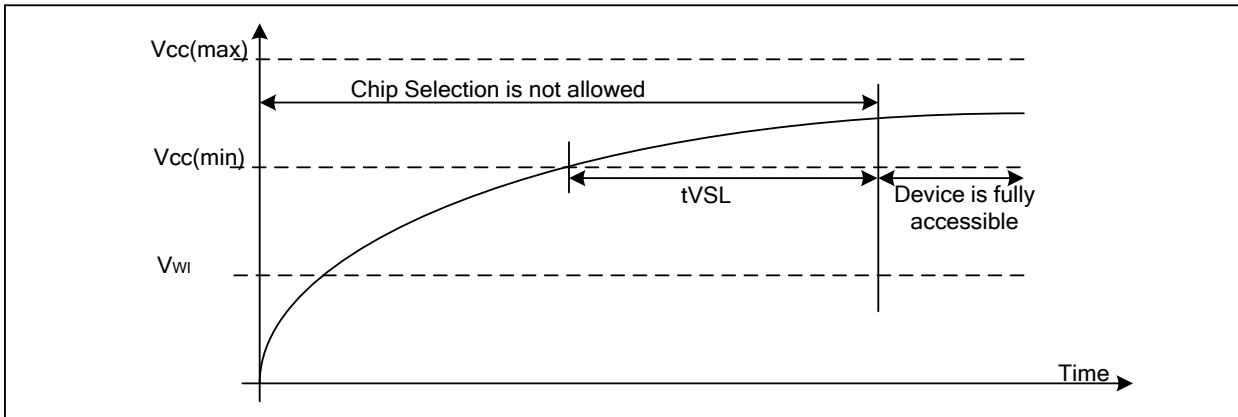 Vcc(max)
Chip Selection is not allowed
Vcc(min)
tVSL
Device is fully
accessible
VWI
Time